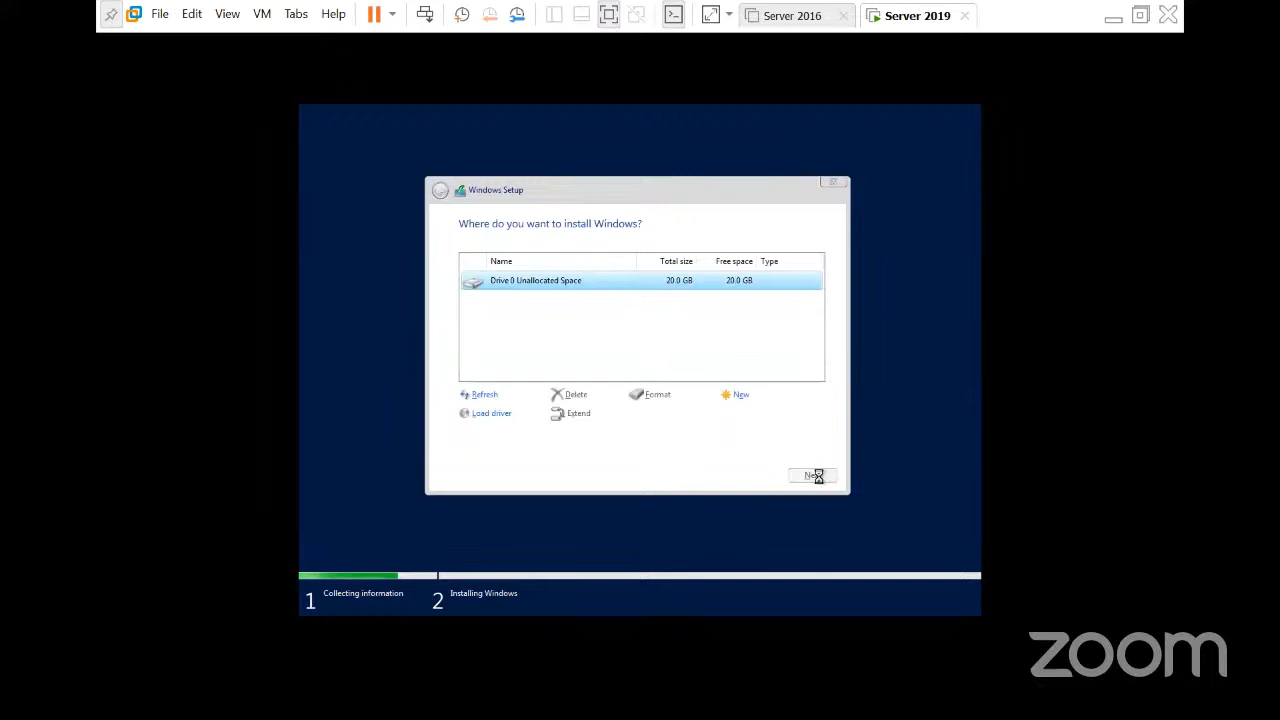 File Edit View VM Tabs Help Server 2016 Server 2019
Windows Setup
Where do you want to install Windows?
Name Total size Free space Type
Drive 0 Unallocated Space 20.0 GB 20.0 GB
Refresh Delete Format New
Load driver Extend
1 Collecting information 2 Installing Windows
zoom